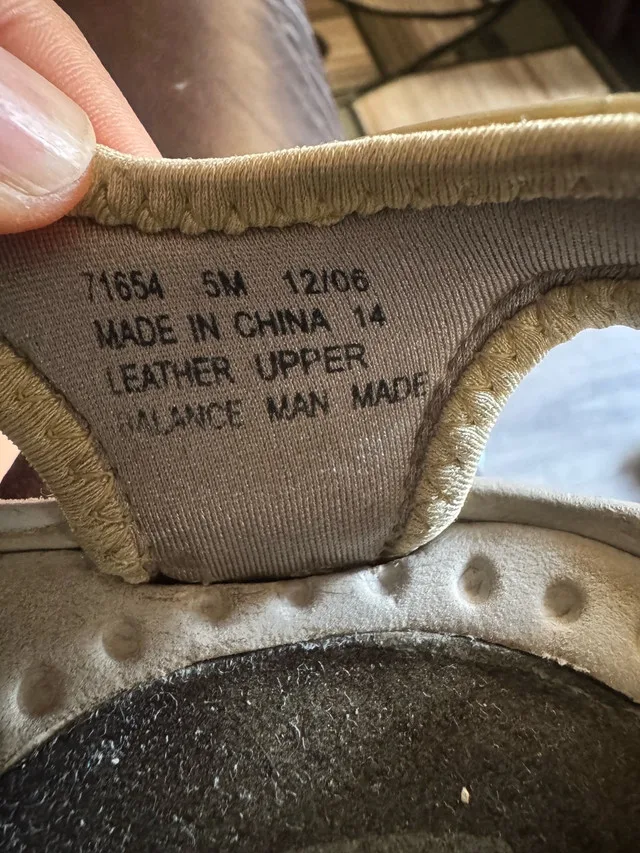 71654 5M 12/06
MADE IN CHINA 14
LEATHER UPPER
BALANCE MAN MADE